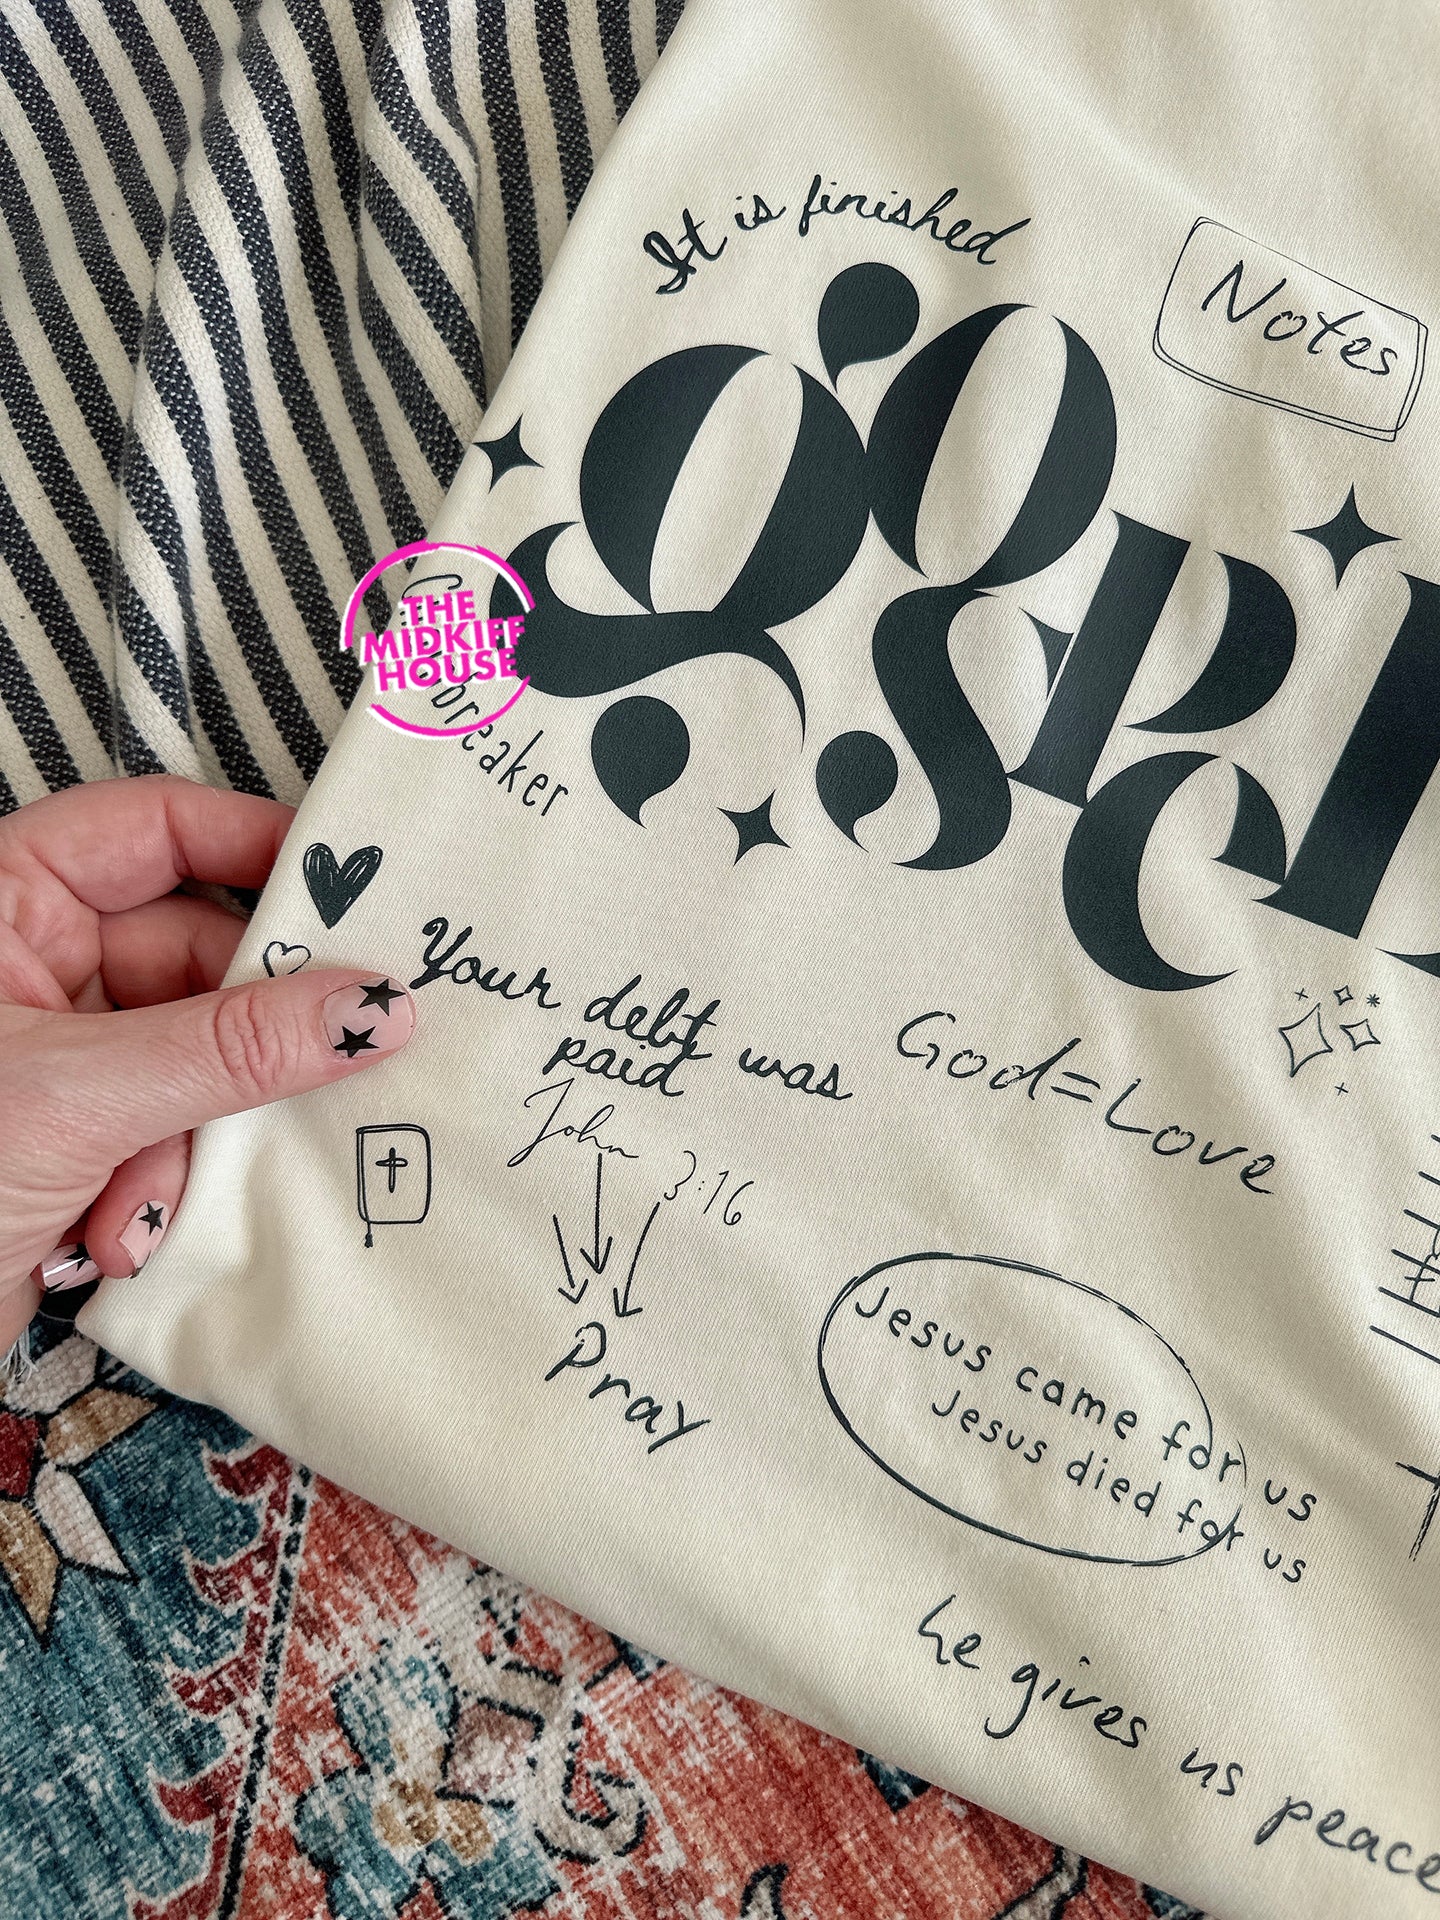 It is finished
Notes
gospel
THE
MIDKIFF
HOUSE
breaker
Your debt was
paid
John 3:16
God=Love
Pray
Jesus came for us
Jesus died for us
he gives us peace